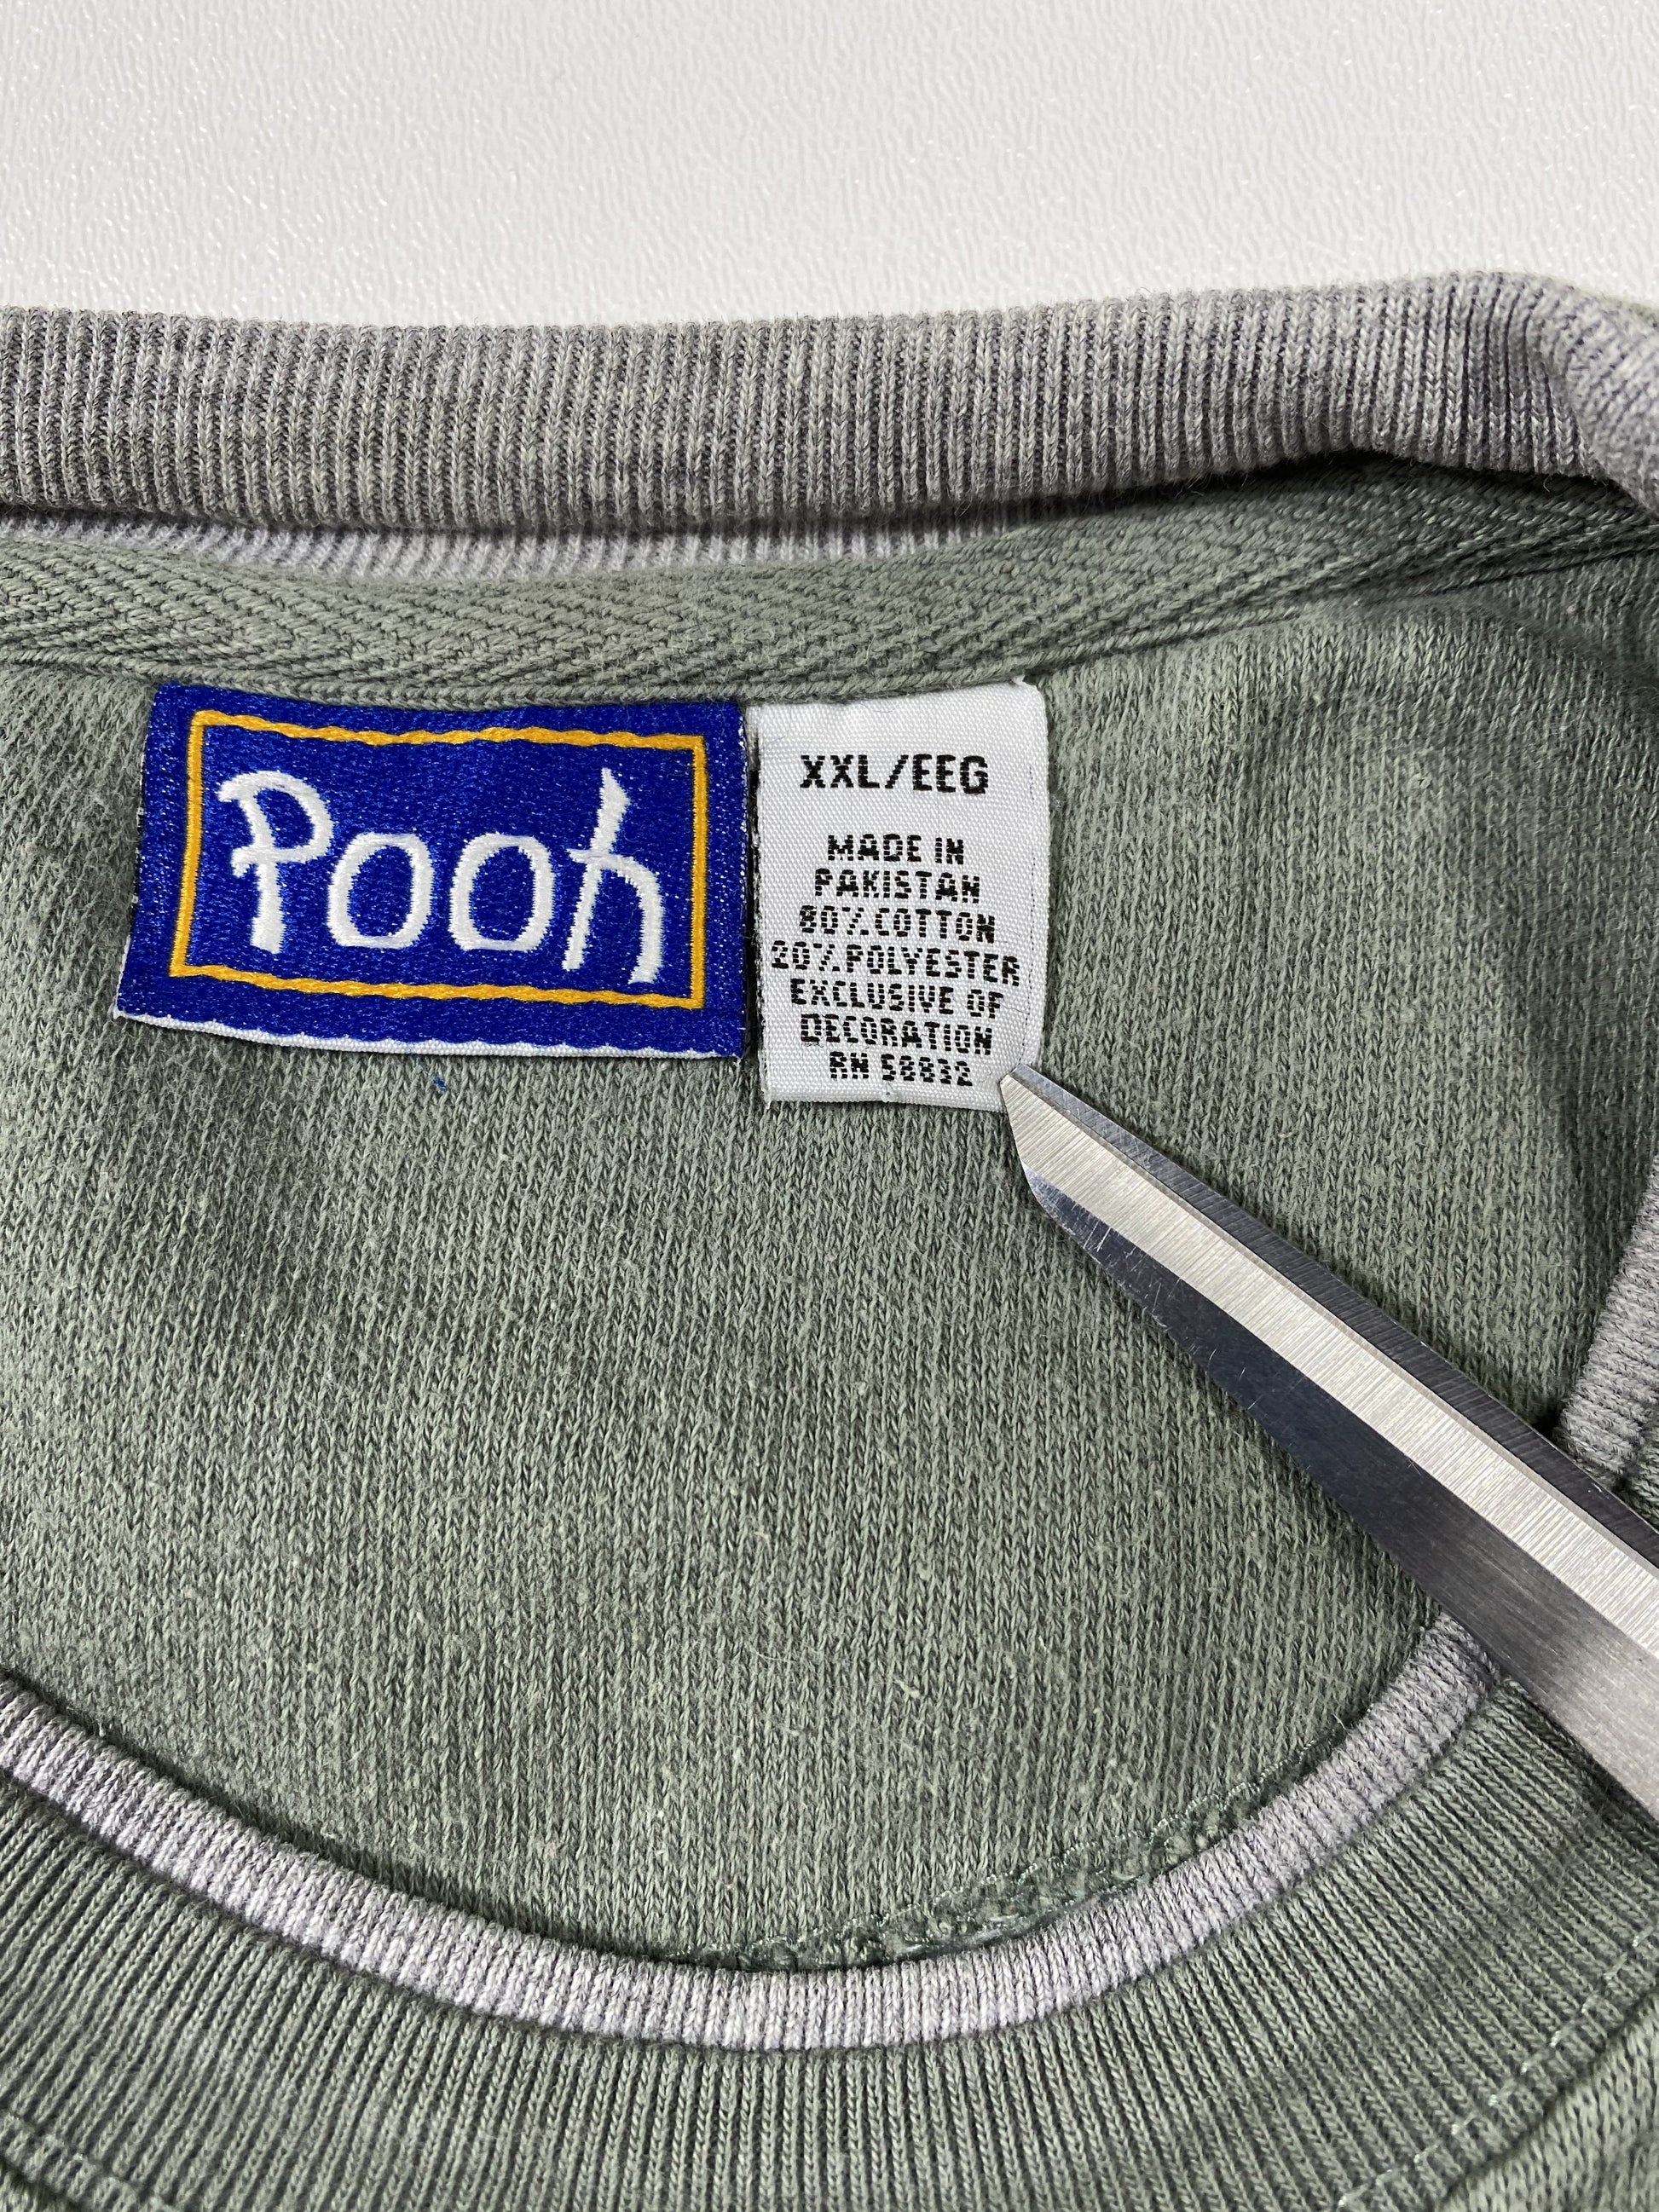 Pooh
XXL/EEG
MADE IN
PAKISTAN
80% COTTON
20% POLYESTER
EXCLUSIVE OF
DECORATION
RN 58832